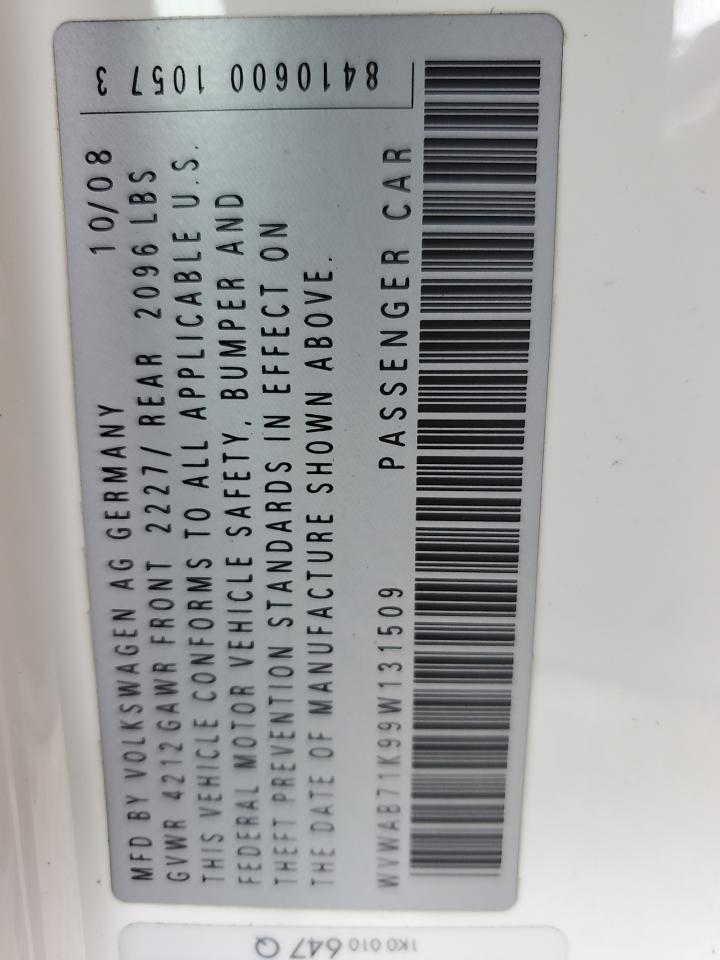 MFD BY VOLKSWAGEN AG GERMANY 10/08
GVWR 4212 GAWR FRONT 2227/ REAR 2096 LBS
THIS VEHICLE CONFORMS TO ALL APPLICABLE U.S.
FEDERAL MOTOR VEHICLE SAFETY, BUMPER AND
THEFT PREVENTION STANDARDS IN EFFECT ON
THE DATE OF MANUFACTURE SHOWN ABOVE.
WVWAB71K99W131509 PASSENGER CAR
8410600 1057 3
1K0 010 647 Q